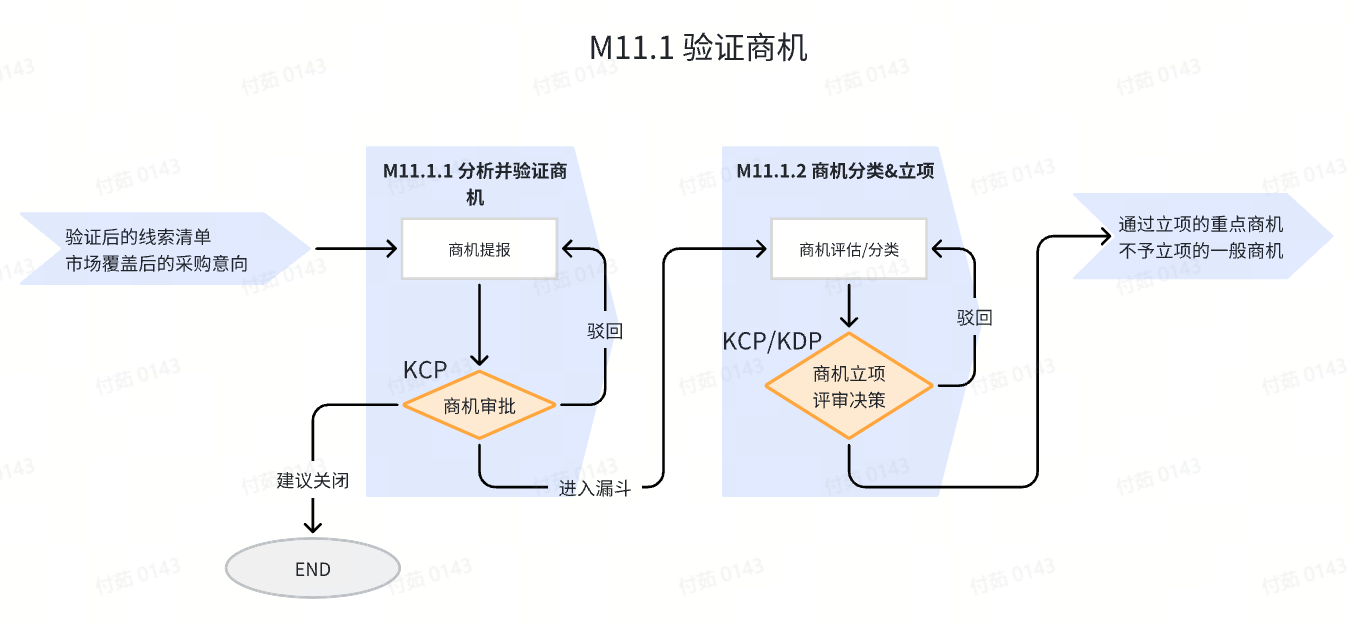 M11.1 验证商机
验证后的线索清单
市场覆盖后的采购意向
M11.1.1 分析并验证商
机
商机提报
驳回
KCP
商机审批
建议关闭
END
进入漏斗
M11.1.2 商机分类&立项
商机评估/分类
驳回
KCP/KDP
商机立项
评审决策
通过立项的重点商机
不予立项的一般商机
付茹 0143